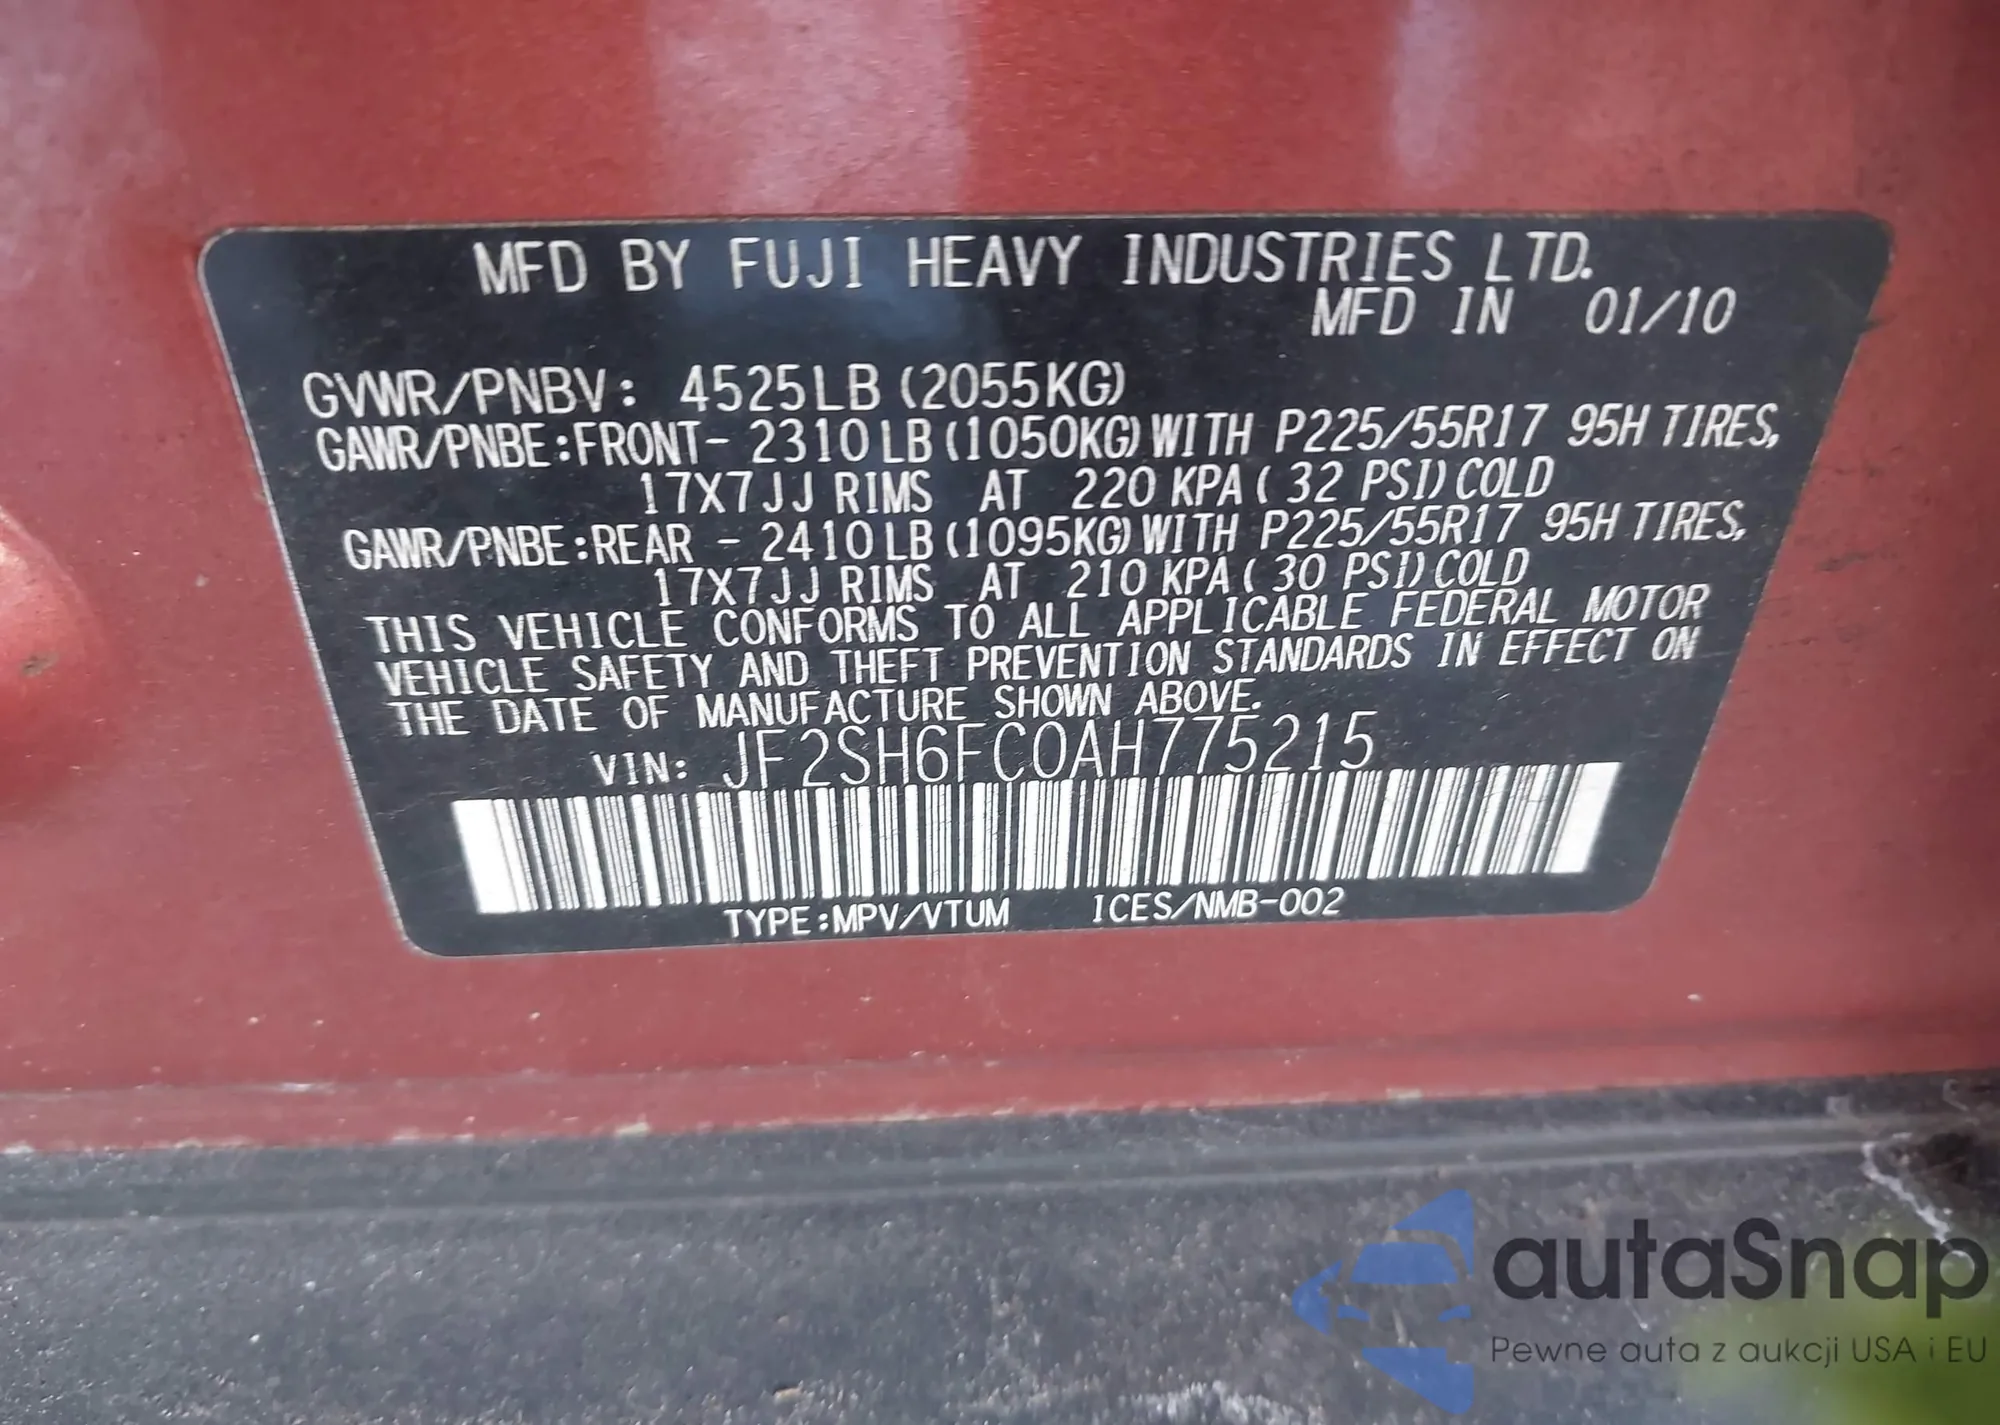 MFD BY FUJI HEAVY INDUSTRIES LTD.
MFD IN 01/10
GVWR/PNBV: 4525LB (2055KG)
GAWR/PNBE:FRONT- 2310 LB (1050KG) WITH P225/55R17 95H TIRES,
17X7JJ RIMS AT 220 KPA ( 32 PSI) COLD
GAWR/PNBE:REAR - 2410 LB (1095KG) WITH P225/55R17 95H TIRES,
17X7JJ RIMS AT 210 KPA ( 30 PSI) COLD
THIS VEHICLE CONFORMS TO ALL APPLICABLE FEDERAL MOTOR
VEHICLE SAFETY AND THEFT PREVENTION STANDARDS IN EFFECT ON
THE DATE OF MANUFACTURE SHOWN ABOVE.
VIN: JF2SH6FC0AH775215
TYPE:MPV/VTUM ICES/NMB-002
autaSnap
Pewne auta z aukcji USA i EU